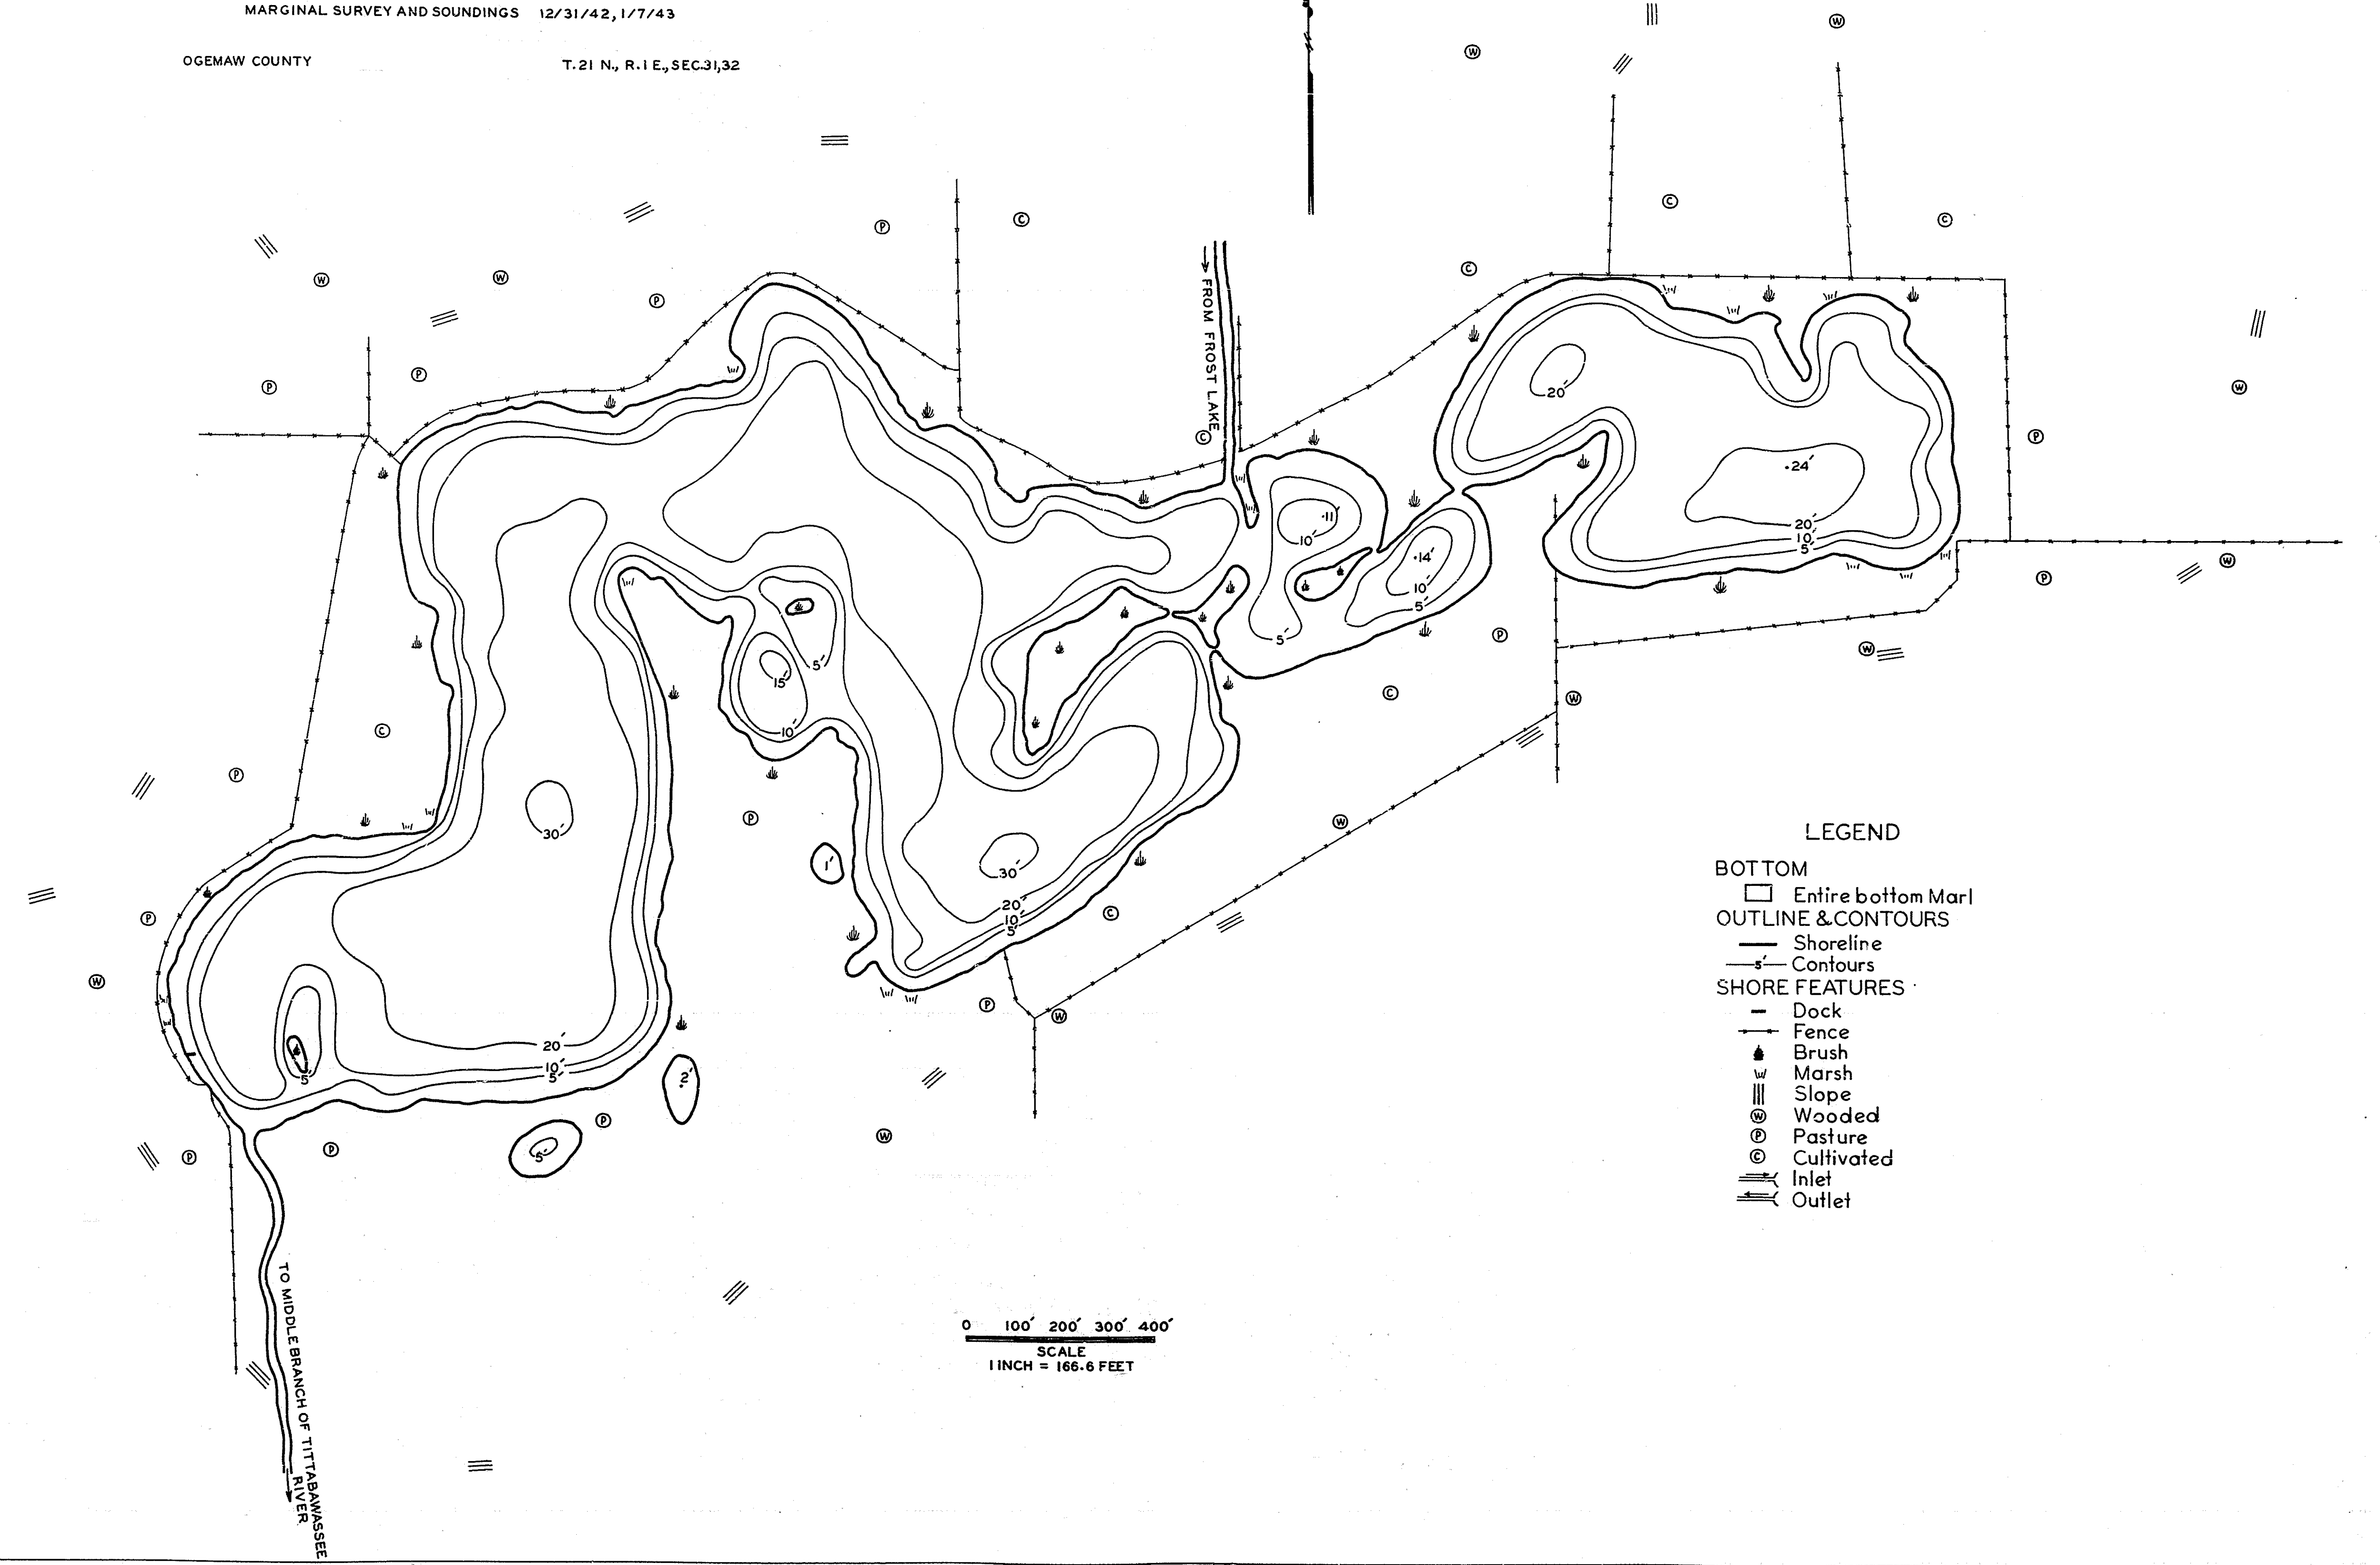 MARGINAL SURVEY AND SOUNDINGS 12/31/42, 1/7/43
OGEMAW COUNTY T.21 N., R.1 E., SEC.31,32
W
W
C
P
C
C
W
W
P
C
FROM FROST LAKE
P
P
W
C
P
20'
24'
20'
10'
5'
11'
10'
14'
10'
5'
5'
W
P
P
W
W
C
5'
15'
10'
C
P
30'
P
1'
W
30'
20'
10'
5'
C
P
W
P
W
20'
10'
5'
5'
2'
P
W
5'
P
P
TO MIDDLE BRANCH OF TITTABAWASSEE
RIVER
0 100' 200' 300' 400'
SCALE
1 INCH = 166.6 FEET
LEGEND
BOTTOM
Entire bottom Marl
OUTLINE & CONTOURS
Shoreline
5' Contours
SHORE FEATURES
Dock
Fence
Brush
Marsh
Slope
W Wooded
P Pasture
C Cultivated
Inlet
Outlet